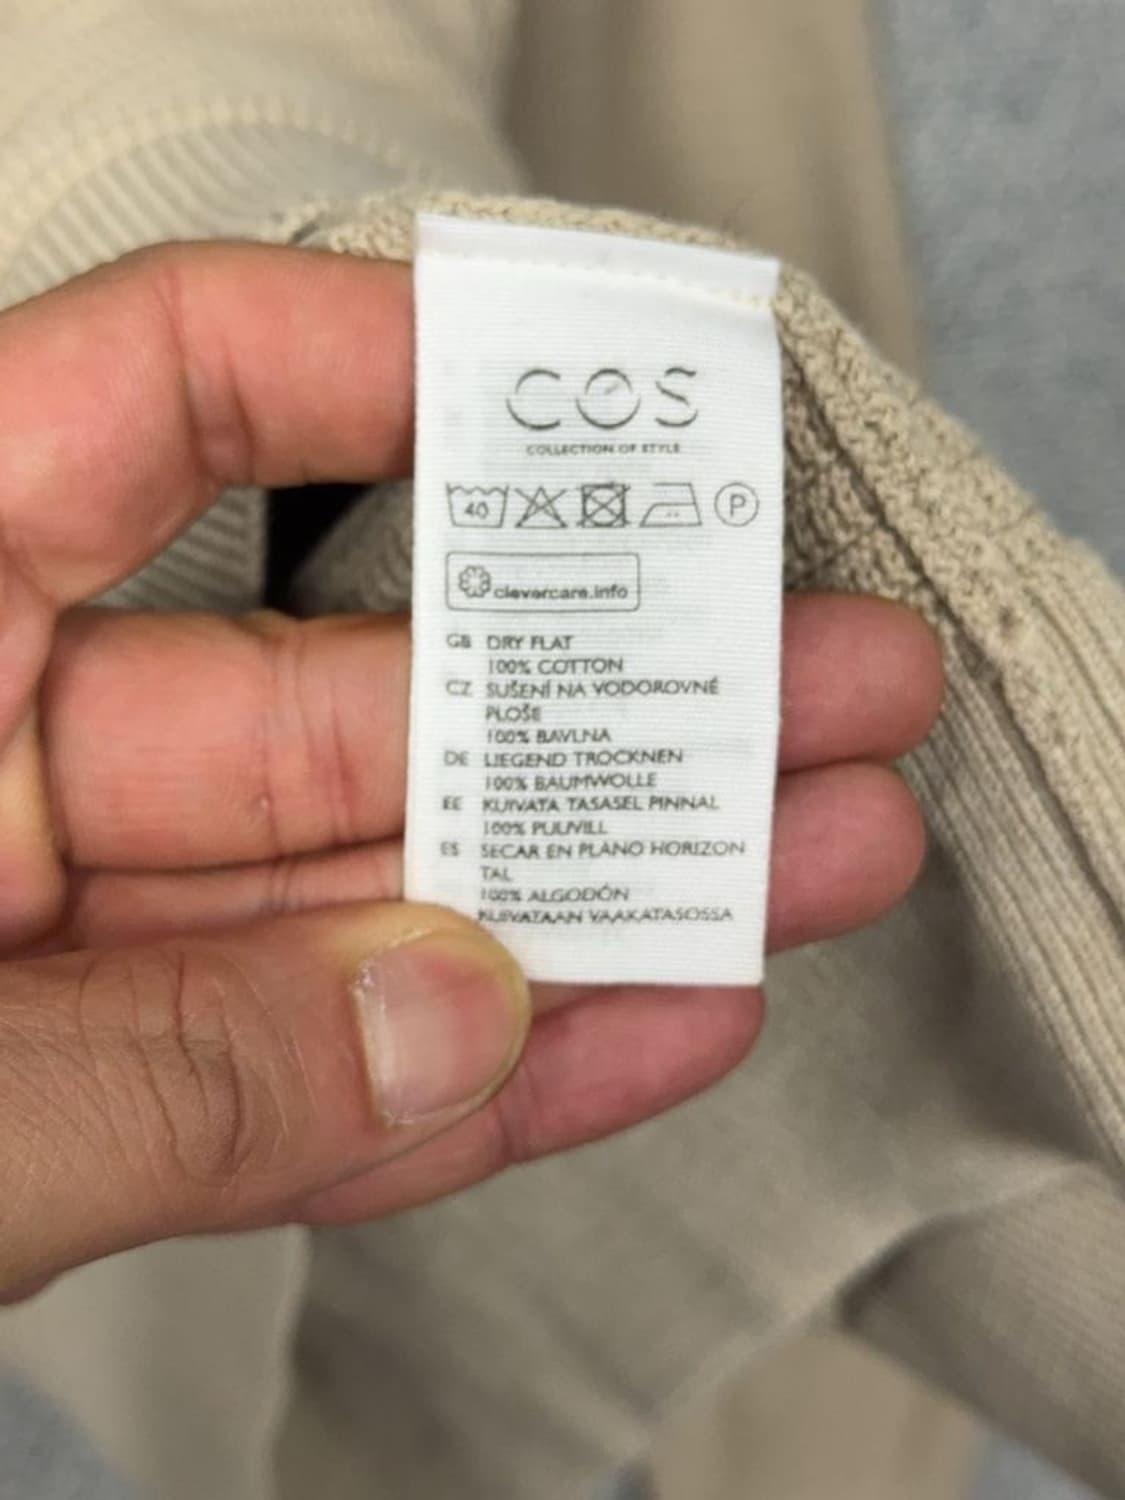 COS
COLLECTION OF STYLE
40
P
clevercare.info
GB DRY FLAT
100% COTTON
CZ SUŠENÍ NA VODOROVNÉ
PLOŠE
100% BAVLNA
DE LIEGEND TROCKNEN
100% BAUMWOLLE
EE KUIVATA TASASEL PINNAL
100% PUUVILL
ES SECAR EN PLANO HORIZON
TAL
100% ALGODÓN
KUIVATAAN VAAKATASOSSA